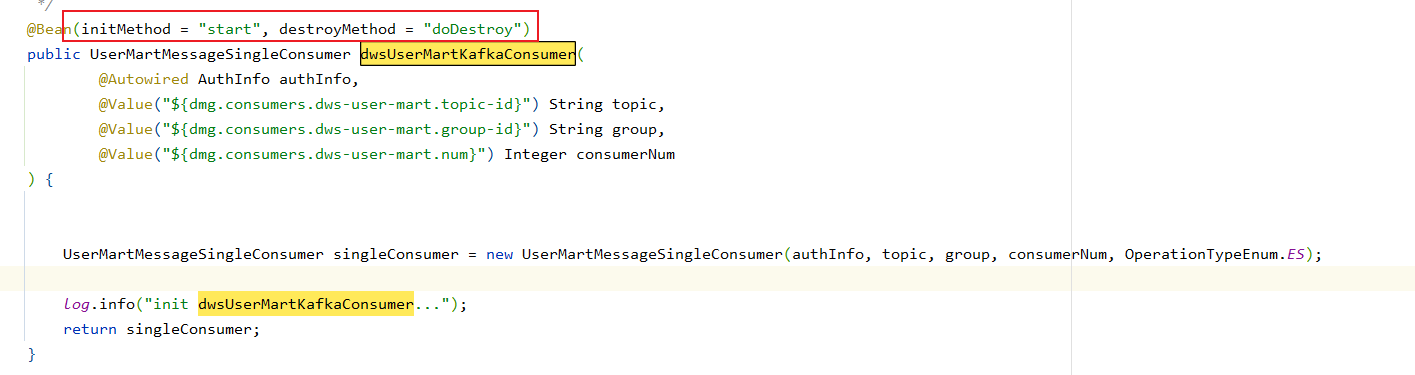 */
@Bean(initMethod = "start", destroyMethod = "doDestroy")
public UserMartMessageSingleConsumer dwsUserMartKafkaConsumer(
@Autowired AuthInfo authInfo,
@Value("${dmg.consumers.dws-user-mart.topic-id}") String topic,
@Value("${dmg.consumers.dws-user-mart.group-id}") String group,
@Value("${dmg.consumers.dws-user-mart.num}") Integer consumerNum
) {
UserMartMessageSingleConsumer singleConsumer = new UserMartMessageSingleConsumer(authInfo, topic, group, consumerNum, OperationTypeEnum.ES);
log.info("init dwsUserMartKafkaConsumer...");
return singleConsumer;
}